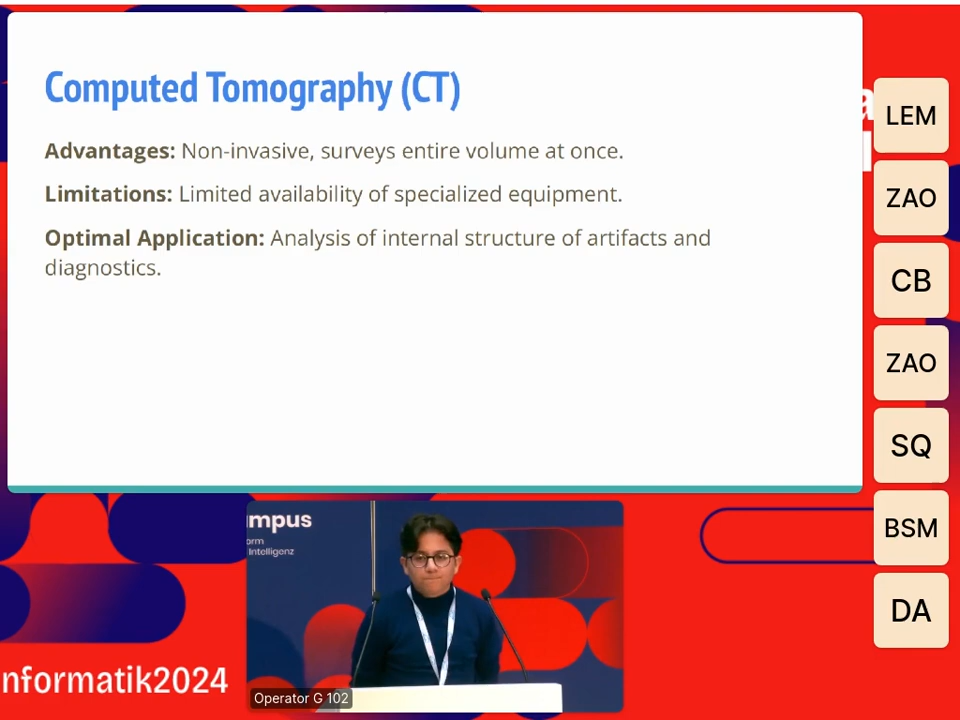 Computed Tomography (CT)
Advantages: Non-invasive, surveys entire volume at once.
Limitations: Limited availability of specialized equipment.
Optimal Application: Analysis of internal structure of artifacts and
diagnostics.
LEM
ZAO
CB
ZAO
SQ
BSM
DA
mpus
orm
Intelligenz
Operator G 102
nformatik2024